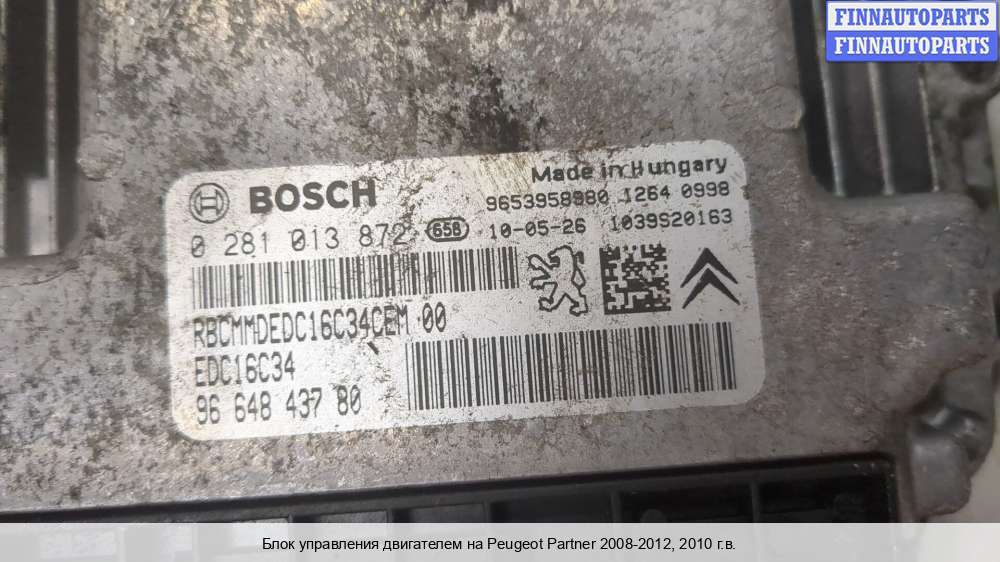 FINNAUTOPARTS
FINNAUTOPARTS
BOSCH
Made in Hungary
9653958980 1264 0998
0 281 013 872 65B 10-05-26 1039S20163
RBCMMDEDC16C34CEM 00
EDC16C34
96 648 437 80
Блок управления двигателем на Peugeot Partner 2008-2012, 2010 г.в.